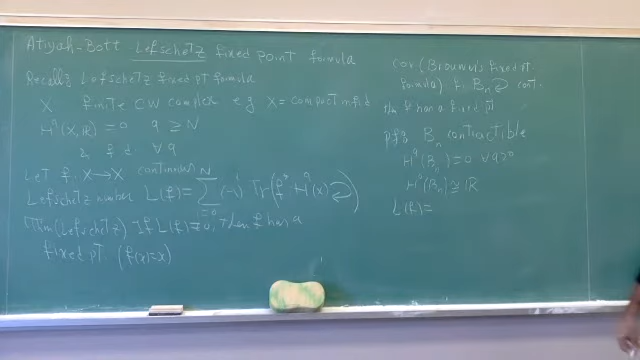 Atiyah-Bott Lefschetz fixed point formula
Recall: Lefschetz fixed pt formula
X finite CW complex eg X = compact mfld
H^q(X,ℝ) = 0 q ≥ N
& f.d. ∀q
Let f: X→X continuous
Lefschetz number L(f) = ∑_{i=0}^{N} (-1)^i Tr(f^* H^q(X) ⊋)
Thm (Lefschetz) If L(f) ≠ 0, then f has a
fixed pt (f(x)=x)
cor (Brouwer's fixed pt.
formula) f: B_n ⊋ cont.
then f has a fixed pt
pf: B_n contractible
H^q(B_n) = 0 ∀q>0
H^0(B_n) ≅ ℝ
L(f) =